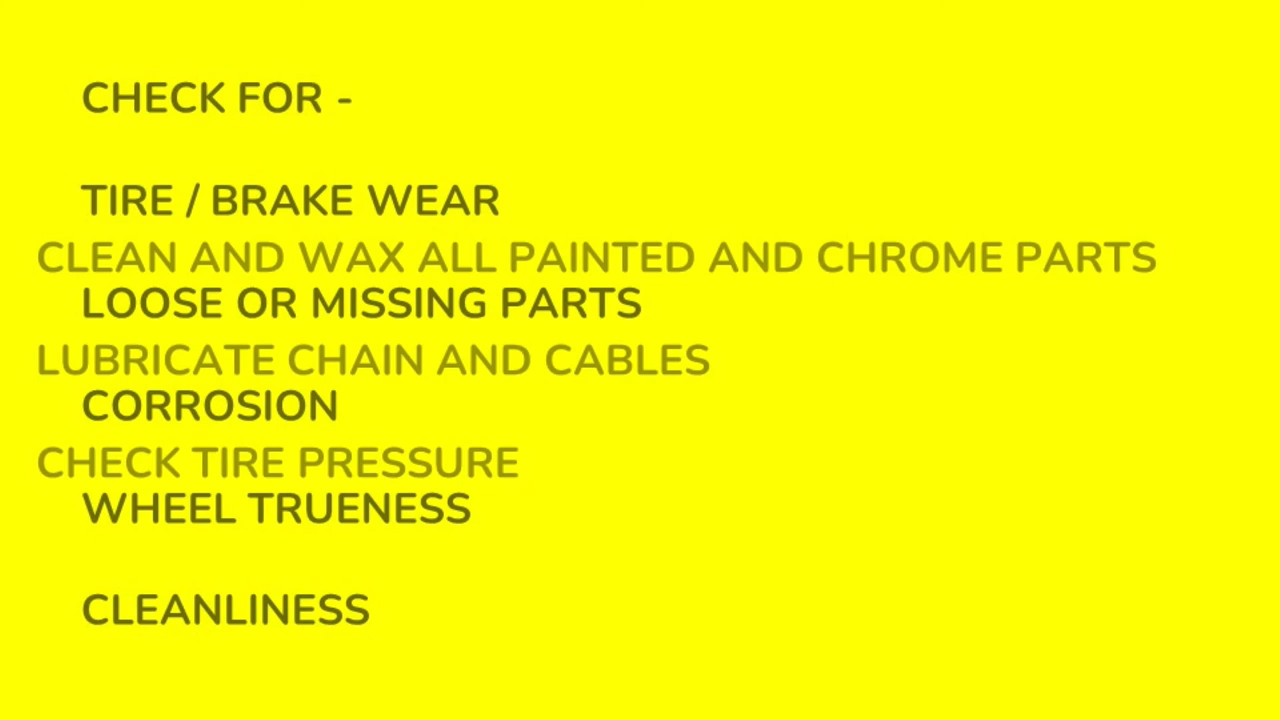 CHECK FOR -
TIRE / BRAKE WEAR
CLEAN AND WAX ALL PAINTED AND CHROME PARTS
LOOSE OR MISSING PARTS
LUBRICATE CHAIN AND CABLES
CORROSION
CHECK TIRE PRESSURE
WHEEL TRUENESS
CLEANLINESS